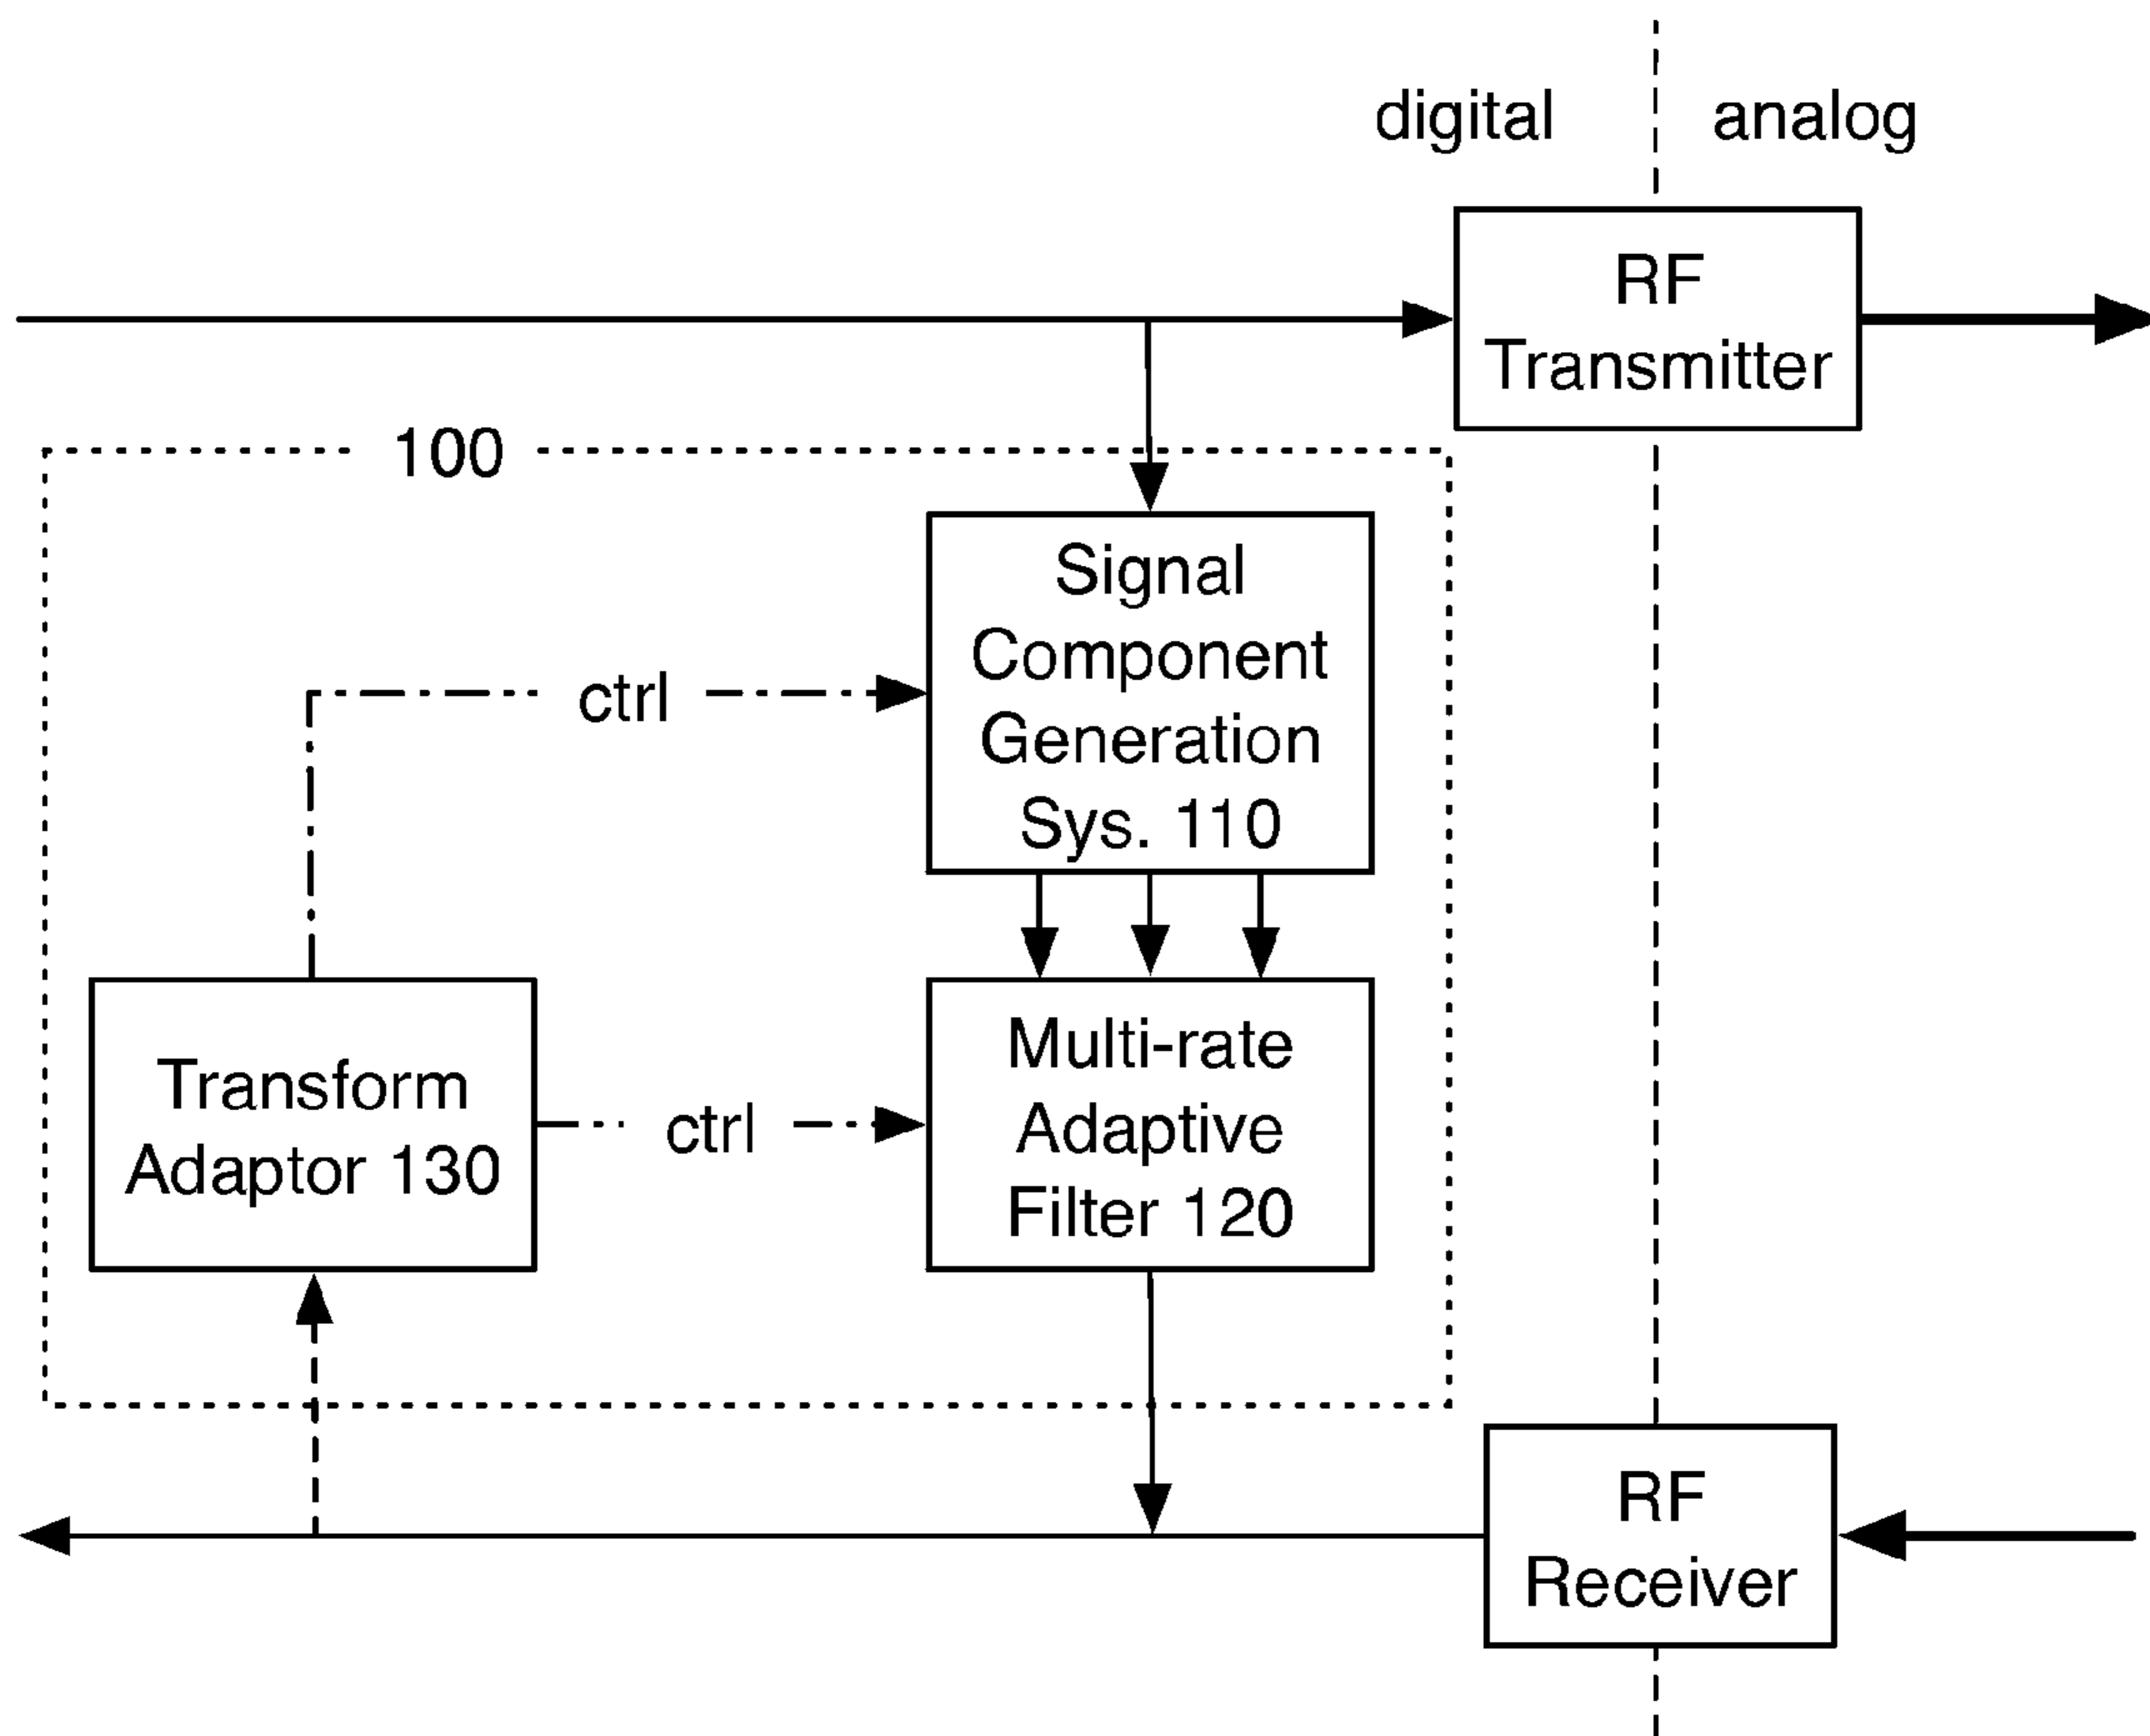 digital
analog
RF
Transmitter
100
Signal
Component
Generation
Sys. 110
ctrl
Transform
Adaptor 130
ctrl
Multi-rate
Adaptive
Filter 120
RF
Receiver